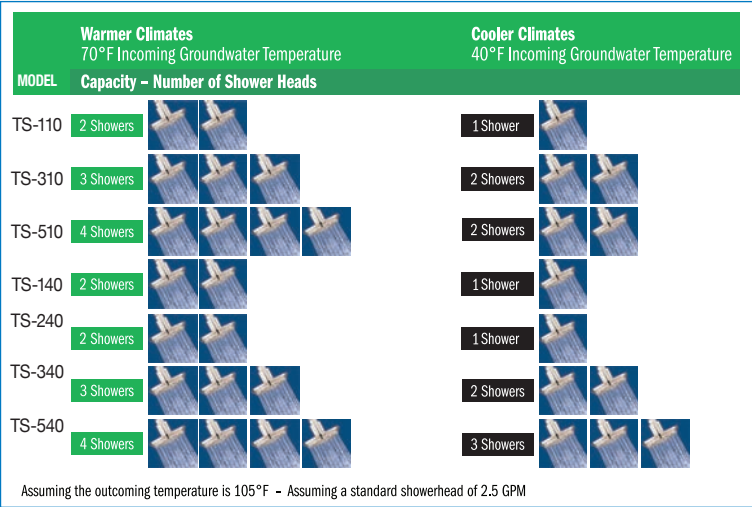 Warmer Climates Cooler Climates
70°F Incoming Groundwater Temperature 40°F Incoming Groundwater Temperature
MODEL Capacity – Number of Shower Heads
TS-110 2 Showers 1 Shower
TS-310 3 Showers 2 Showers
TS-510 4 Showers 2 Showers
TS-140 2 Showers 1 Shower
TS-240 2 Showers 1 Shower
TS-340 3 Showers 2 Showers
TS-540 4 Showers 3 Showers
Assuming the outcoming temperature is 105°F – Assuming a standard showerhead of 2.5 GPM